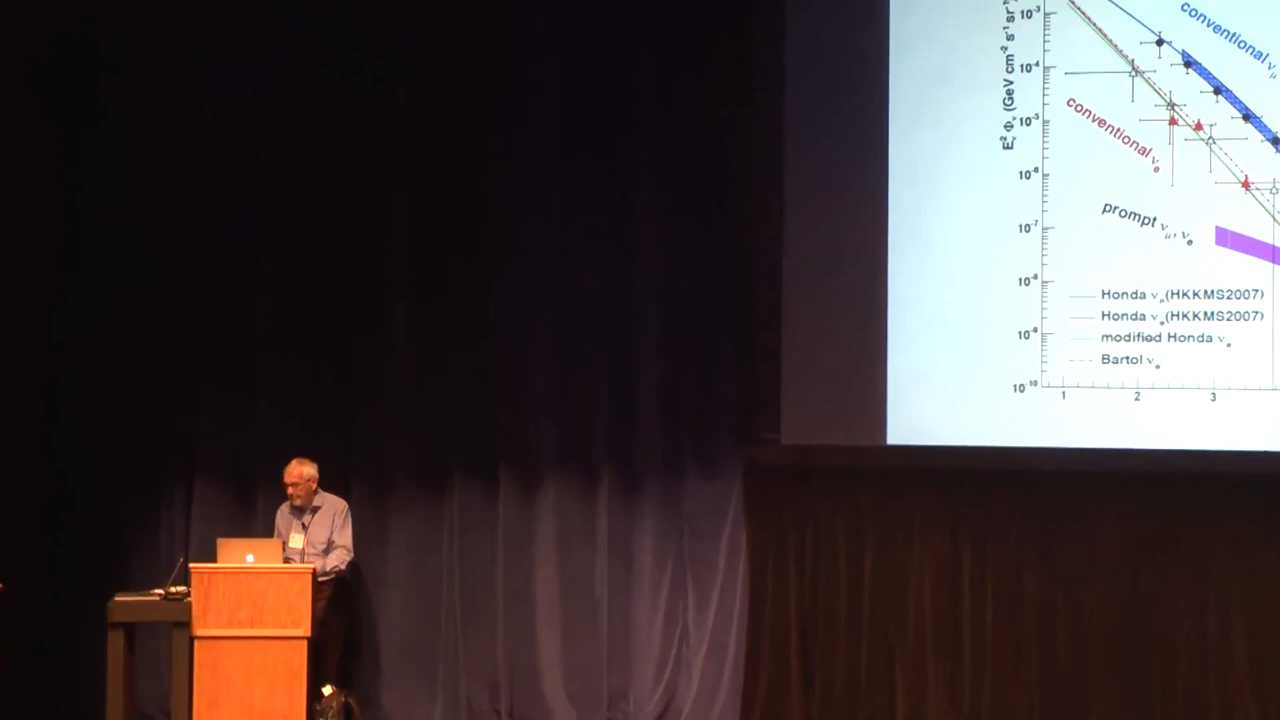 conventional ν_μ
10⁻³
10⁻⁴
10⁻⁵
10⁻⁶
10⁻⁷
10⁻⁸
10⁻⁹
10⁻¹⁰
E²_ν Φ_ν (GeV cm⁻² s⁻¹ sr⁻¹)
conventional ν_e
prompt ν_μ, ν_e
Honda ν_μ (HKKMS2007)
Honda ν_e (HKKMS2007)
modified Honda ν_e
Bartol ν_e
1 2 3